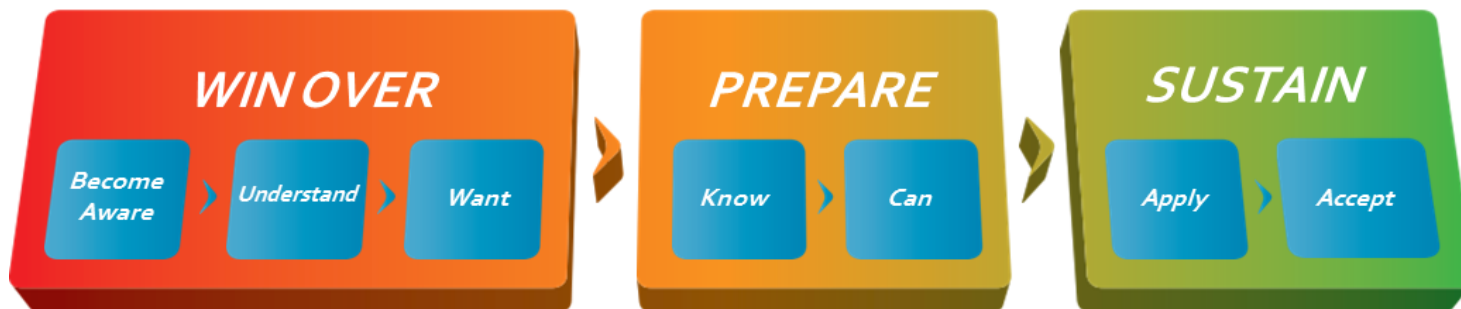 WIN OVER
Become
Aware
Understand
Want
PREPARE
Know
Can
SUSTAIN
Apply
Accept